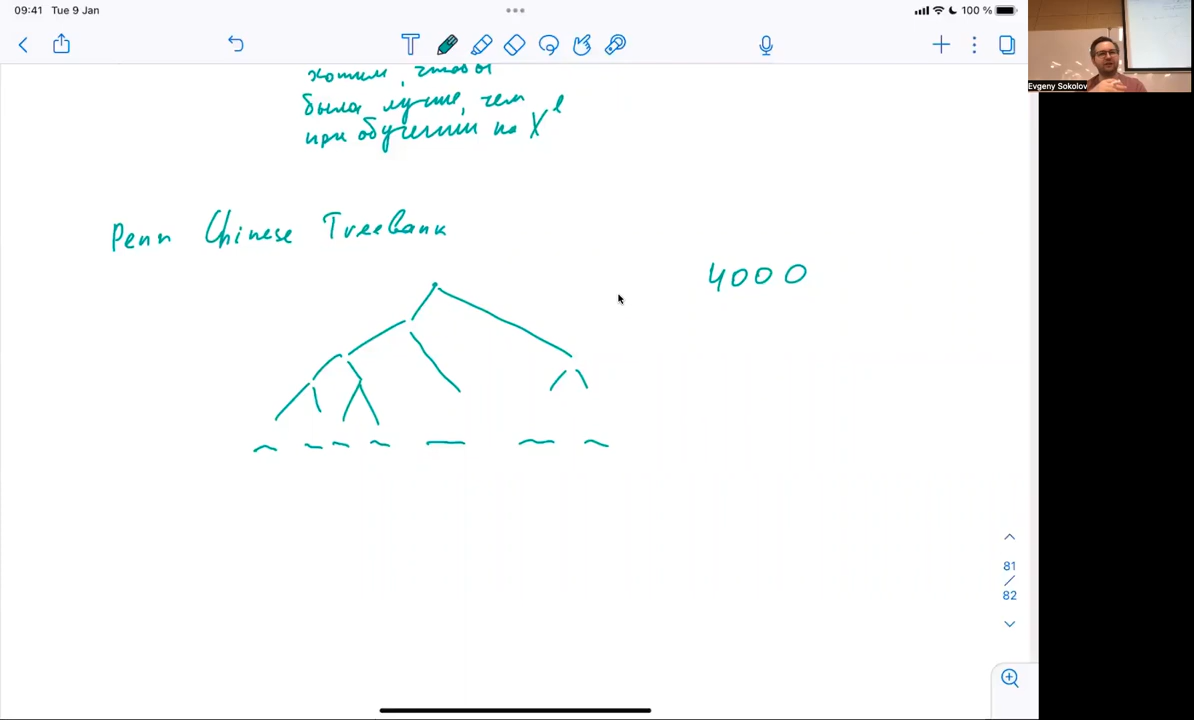 09:41 Tue 9 Jan
100 %
T
Evgeny Sokolov
хотим, чтобы
была лучше, чем
при обучении на X^l
Penn Chinese TreeBank
4000
81
/
82